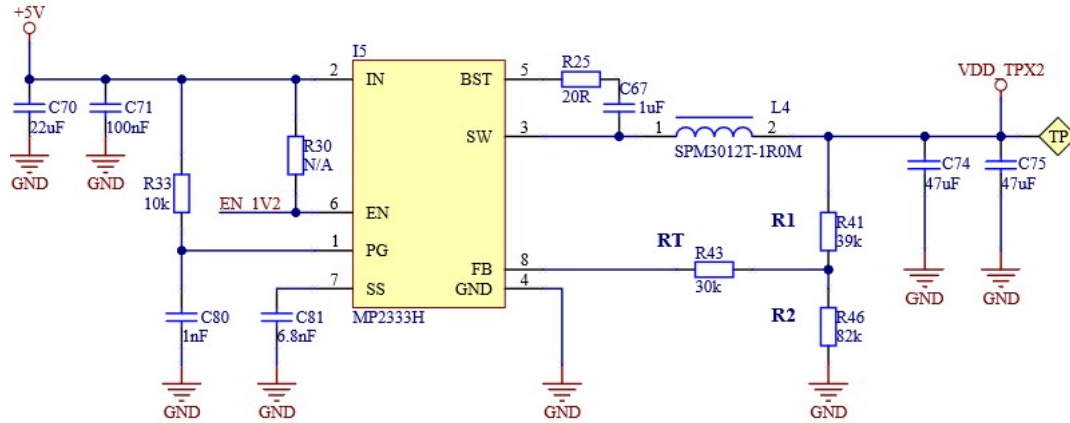 +5V
I5
VDD_TPX2
2
IN
BST
5
R25
20R
C67
1uF
L4
C70
22uF
C71
100nF
R30
N/A
SW
3
1
2
SPM3012T-1R0M
TP
GND
GND
R33
10k
EN_1V2
6
EN
C74
47uF
C75
47uF
R1
R41
39k
1
PG
RT
R43
30k
FB
8
7
SS
GND
4
GND
GND
MP2333H
C80
1nF
C81
6.8nF
R2
R46
82k
GND
GND
GND
GND